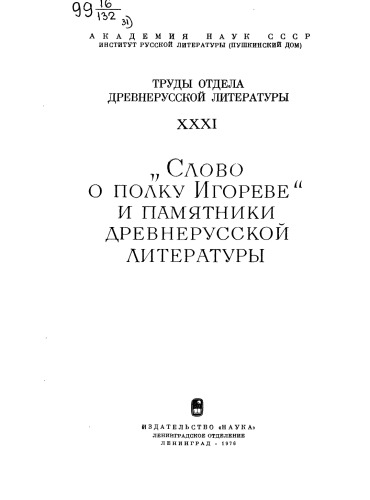 99 16/132 31)
АКАДЕМИЯ НАУК СССР
ИНСТИТУТ РУССКОЙ ЛИТЕРАТУРЫ (ПУШКИНСКИЙ ДОМ)
ТРУДЫ ОТДЕЛА
ДРЕВНЕРУССКОЙ ЛИТЕРАТУРЫ
XXXI
„Слово
о полку Игореве“
и памятники
древнерусской
литературы
ИЗДАТЕЛЬСТВО «НАУКА»
ЛЕНИНГРАДСКОЕ ОТДЕЛЕНИЕ
ЛЕНИНГРАД · 1976